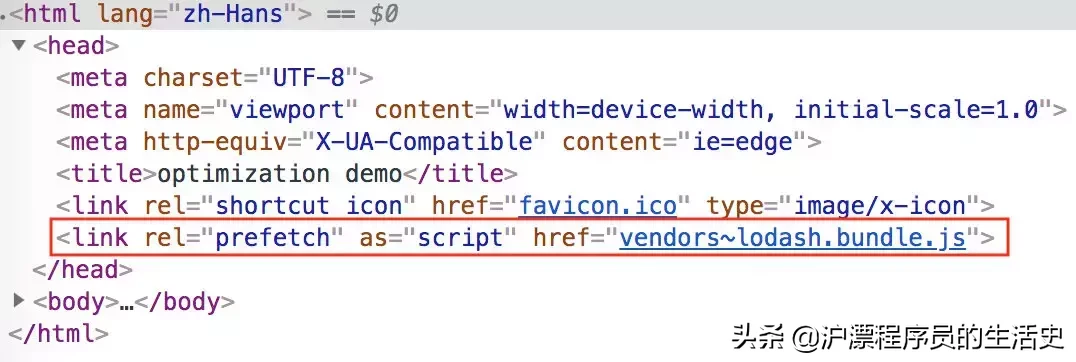 <html lang="zh-Hans"> == $0
▼<head>
<meta charset="UTF-8">
<meta name="viewport" content="width=device-width, initial-scale=1.0">
<meta http-equiv="X-UA-Compatible" content="ie=edge">
<title>optimization demo</title>
<link rel="shortcut icon" href="favicon.ico" type="image/x-icon">
<link rel="prefetch" as="script" href="vendors~lodash.bundle.js">
</head>
▶<body>…</body>
</html>
头条 @沪漂程序员的生活史